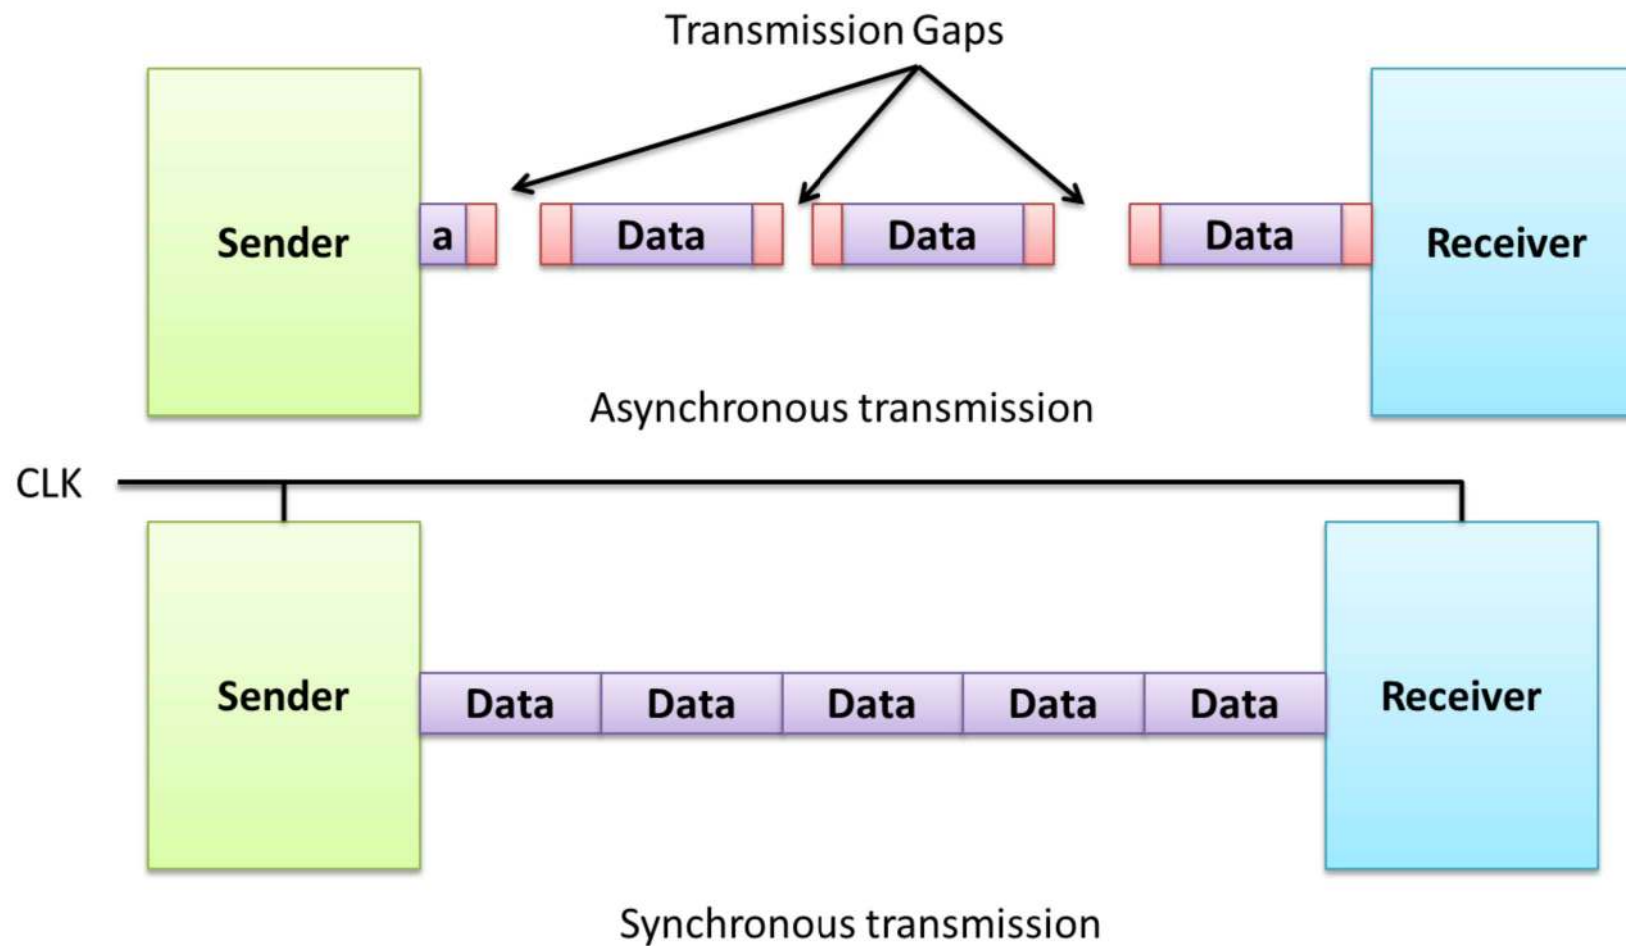 Transmission Gaps
Sender
a
Data
Data
Data
Receiver
Asynchronous transmission
CLK
Sender
Data
Data
Data
Data
Data
Receiver
Synchronous transmission